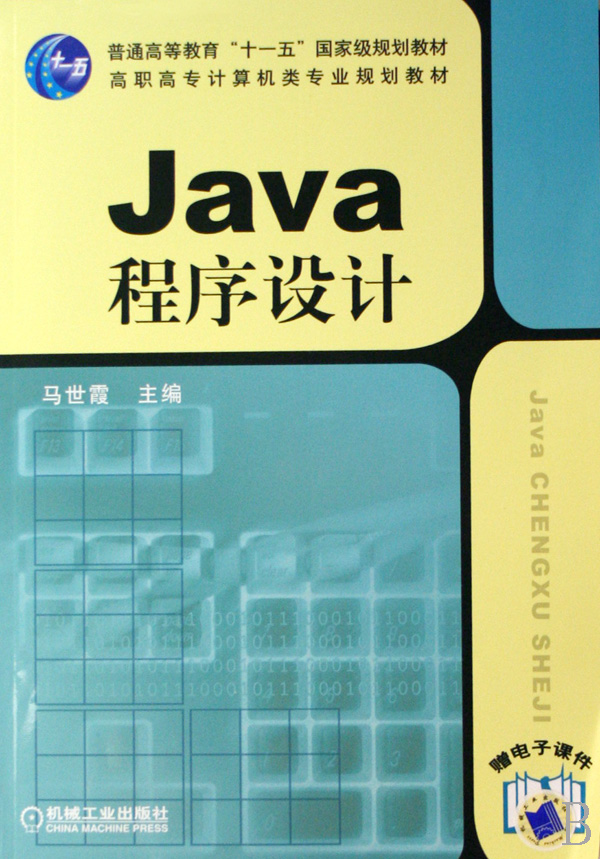 十一五
普通高等教育“十一五”国家级规划教材
高职高专计算机类专业规划教材
Java
程序设计
马世霞 主编
Java CHENGXU SHEJI
F13 F14
赠电子课件
机械工业出版社
CHINA MACHINE PRESS
B